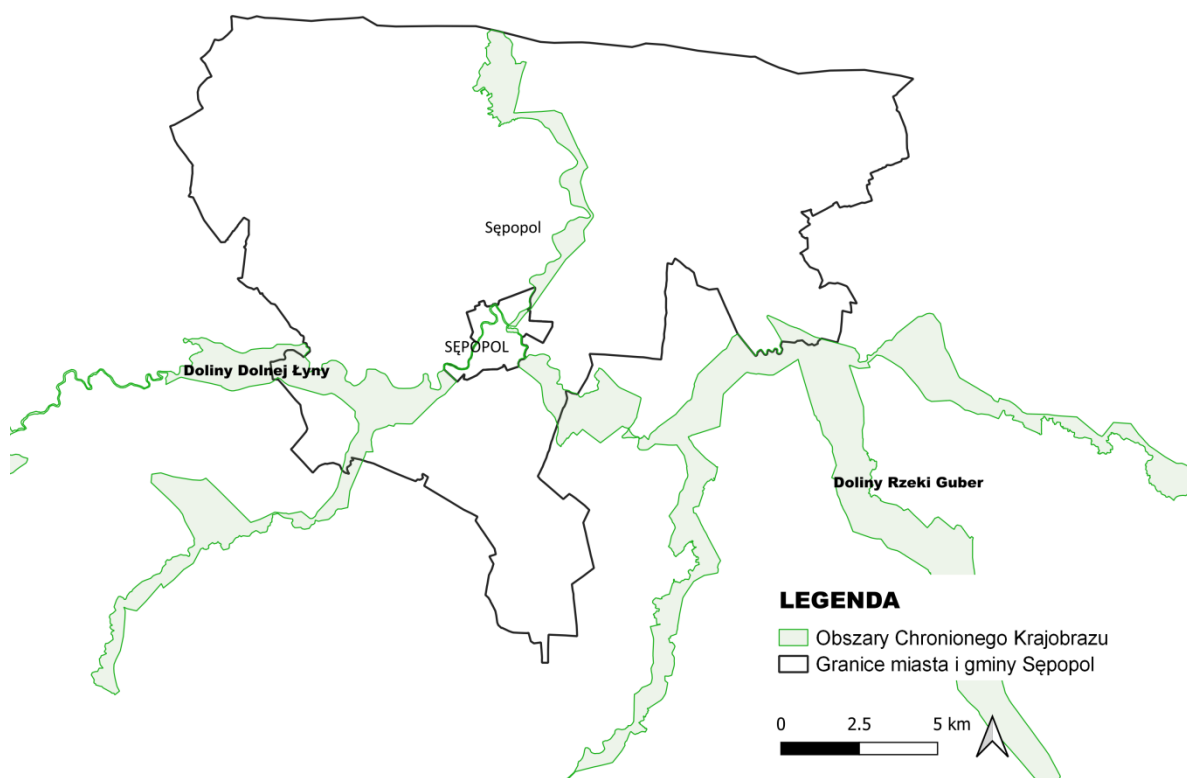 Sępopol
SĘPOPOL
Doliny Dolnej Łyny
Doliny Rzeki Guber
LEGENDA
Obszary Chronionego Krajobrazu
Granice miasta i gminy Sępopol
0 2.5 5 km